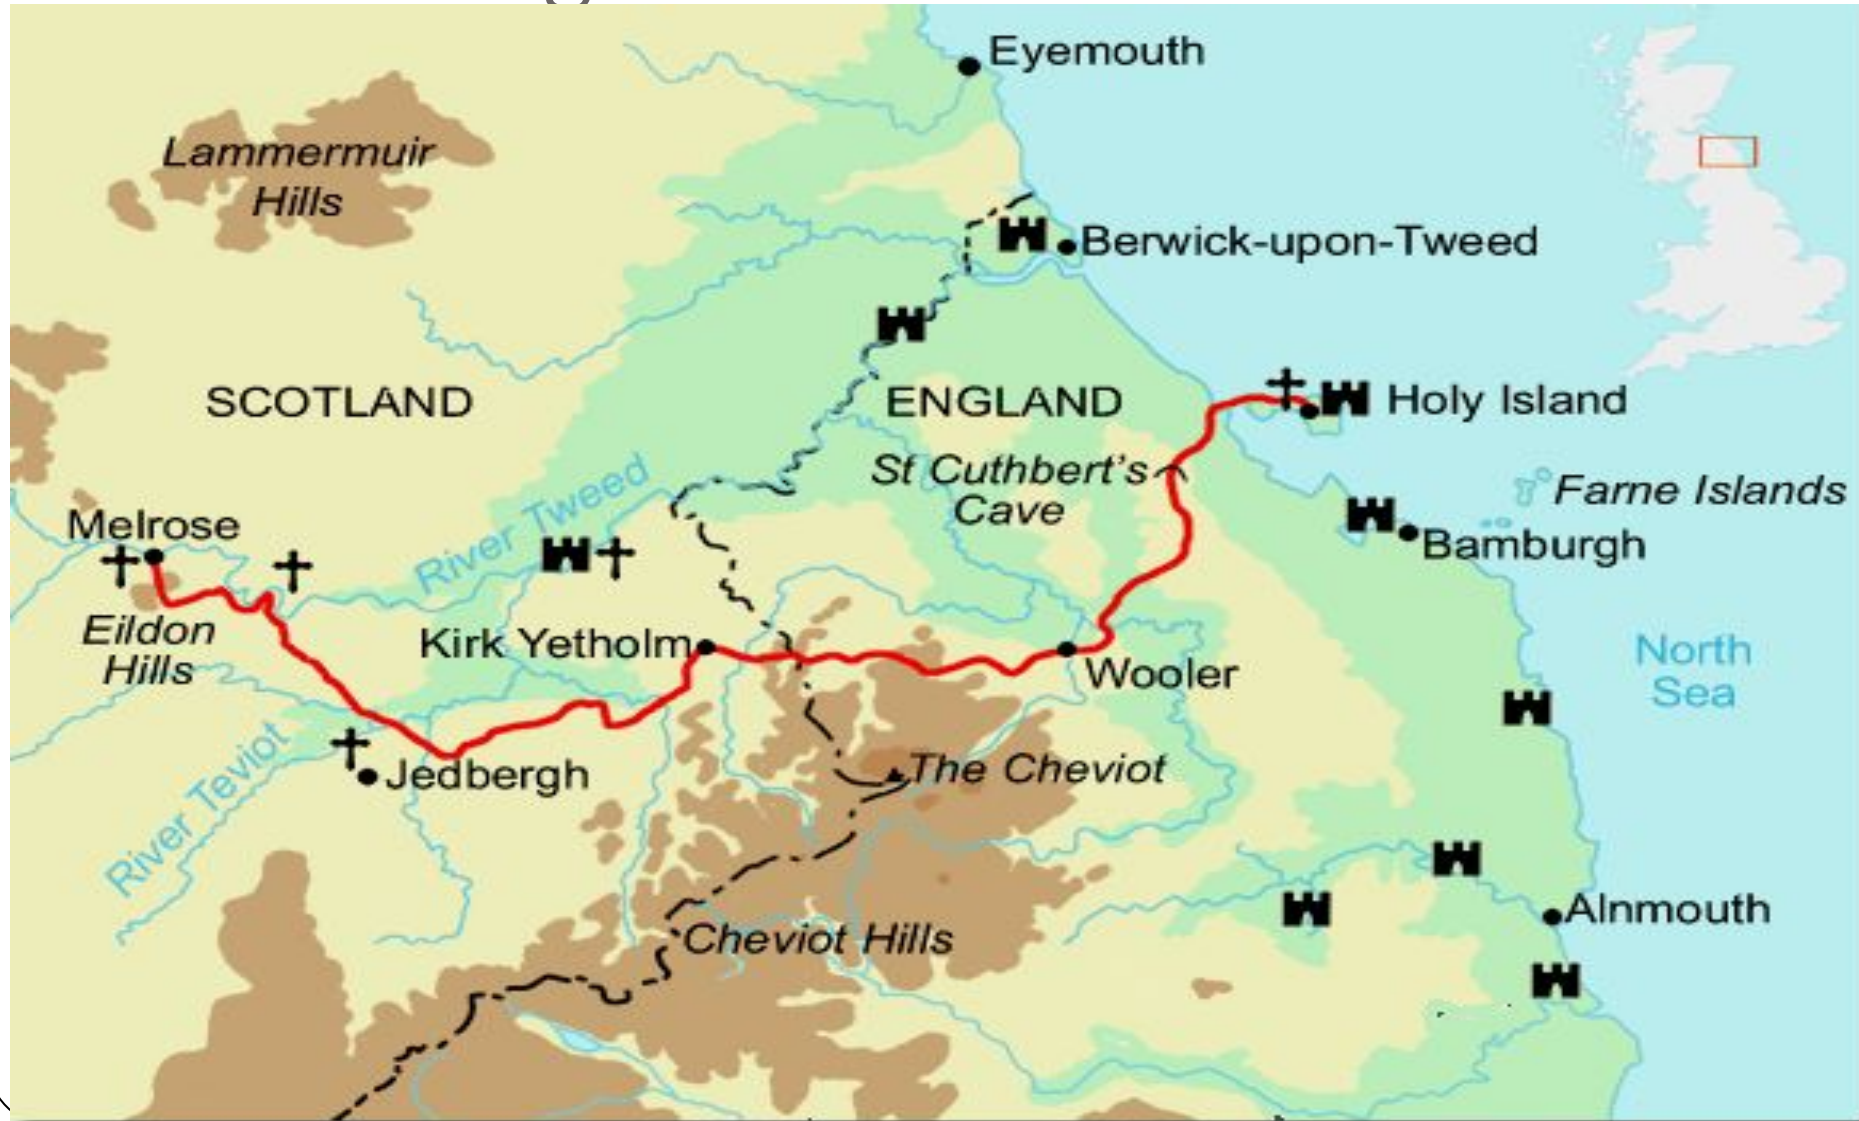 Eyemouth
Lammermuir
Hills
Berwick-upon-Tweed
SCOTLAND
ENGLAND
Holy Island
St Cuthbert's
Cave
Farne Islands
River Tweed
Melrose
Bamburgh
Eildon
Hills
Kirk Yetholm
Wooler
North
Sea
River Teviot
Jedbergh
The Cheviot
Alnmouth
Cheviot Hills